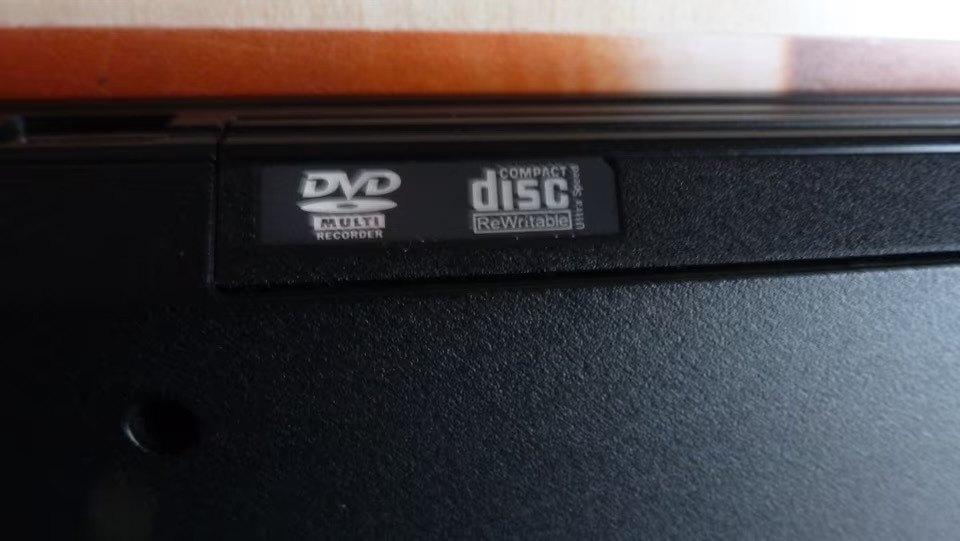 DVD
MULTI
RECORDER
COMPACT
disc
ReWritable
Ultra Speed